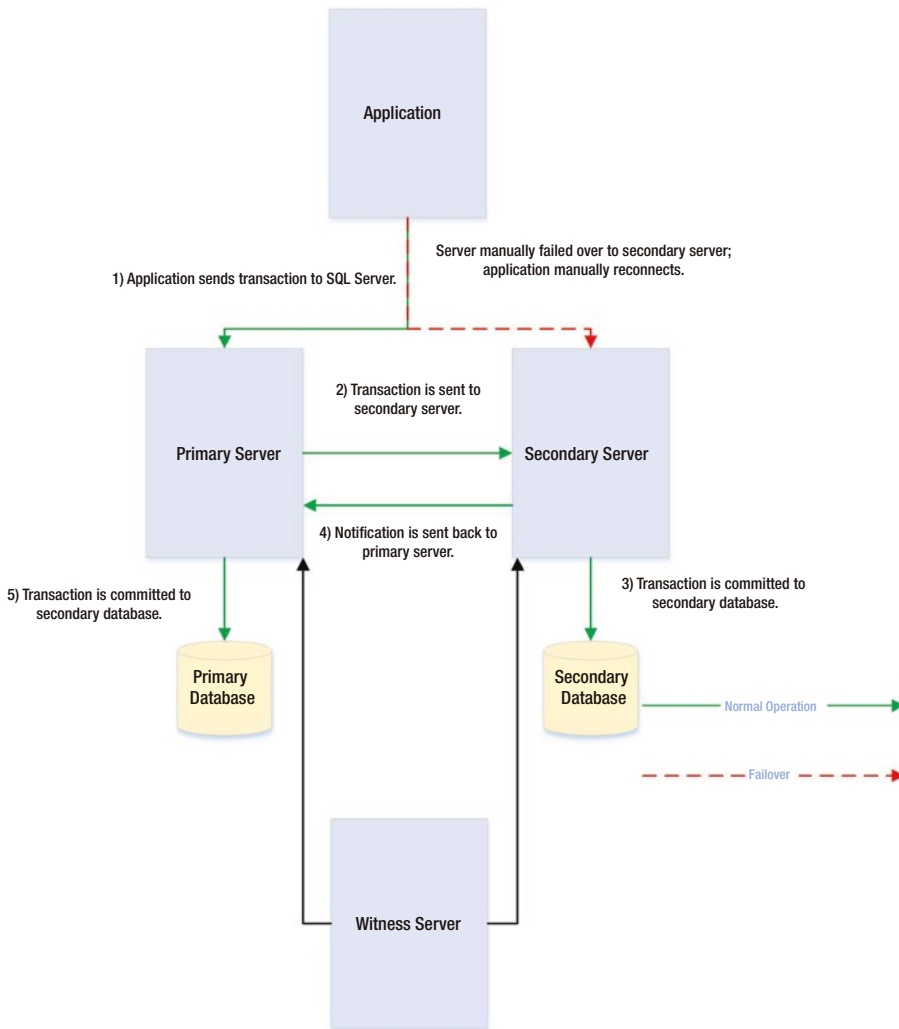 Application
1) Application sends transaction to SQL Server.
Server manually failed over to secondary server;
application manually reconnects.
Primary Server
2) Transaction is sent to
secondary server.
Secondary Server
4) Notification is sent back to
primary server.
5) Transaction is committed to
secondary database.
3) Transaction is committed to
secondary database.
Primary
Database
Secondary
Database
Normal Operation
Failover
Witness Server